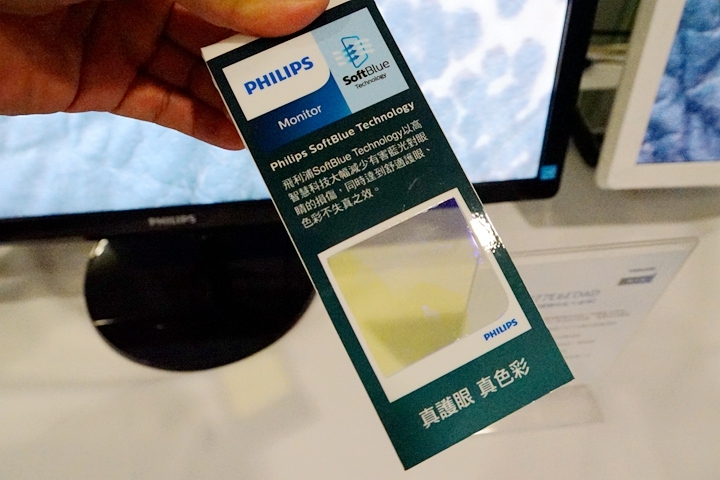 PHILIPS
SoftBlue
Technology
Monitor
Philips SoftBlue Technology
飛利浦SoftBlue Technology以高
智慧科技大幅減少有害藍光對眼
睛的損傷，同時達到舒適護眼、
色彩不失真之效。
PHILIPS
真護眼 真色彩
PHILIPS